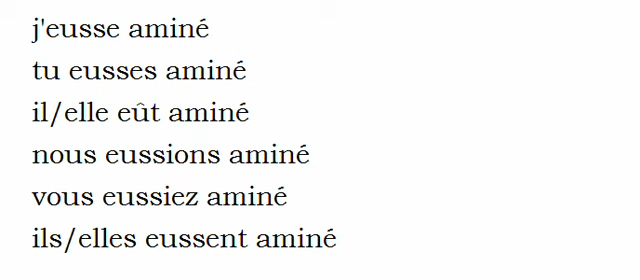 j'eusse aminé
tu eusses aminé
il/elle eût aminé
nous eussions aminé
vous eussiez aminé
ils/elles eussent aminé